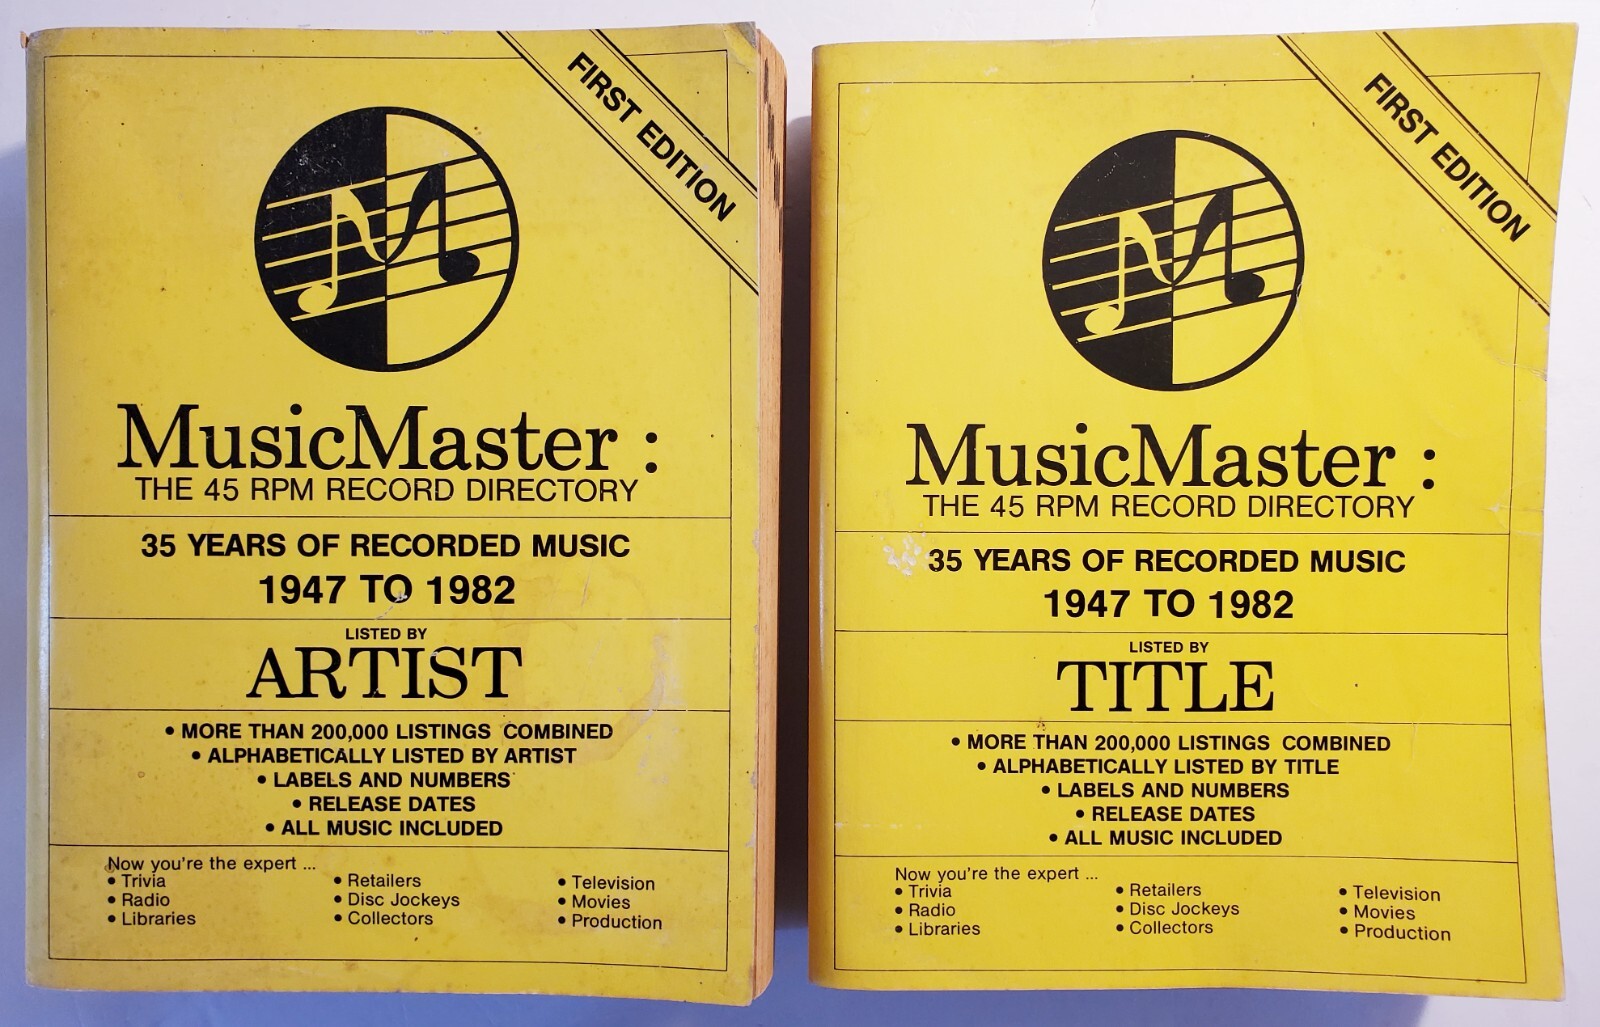 FIRST EDITION
MusicMaster :
THE 45 RPM RECORD DIRECTORY
35 YEARS OF RECORDED MUSIC
1947 TO 1982
LISTED BY
ARTIST
• MORE THAN 200,000 LISTINGS COMBINED
• ALPHABETICALLY LISTED BY ARTIST
• LABELS AND NUMBERS
• RELEASE DATES
• ALL MUSIC INCLUDED
Now you're the expert ...
• Trivia • Retailers • Television
• Radio • Disc Jockeys • Movies
• Libraries • Collectors • Production
FIRST EDITION
MusicMaster :
THE 45 RPM RECORD DIRECTORY
35 YEARS OF RECORDED MUSIC
1947 TO 1982
LISTED BY
TITLE
• MORE THAN 200,000 LISTINGS COMBINED
• ALPHABETICALLY LISTED BY TITLE
• LABELS AND NUMBERS
• RELEASE DATES
• ALL MUSIC INCLUDED
Now you're the expert ...
• Trivia • Retailers • Television
• Radio • Disc Jockeys • Movies
• Libraries • Collectors • Production